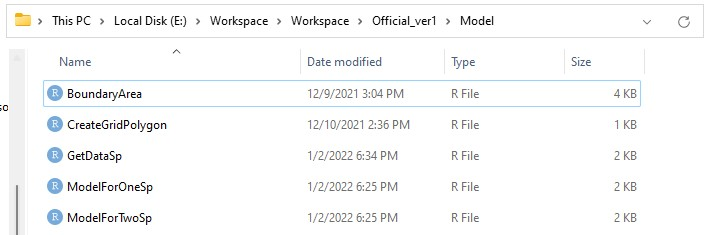 This PC > Local Disk (E:) > Workspace > Workspace > Official_ver1 > Model
Name Date modified Type Size
so
R BoundaryArea 12/9/2021 3:04 PM R File 4 KB
R CreateGridPolygon 12/10/2021 2:36 PM R File 1 KB
R GetDataSp 1/2/2022 6:34 PM R File 2 KB
R ModelForOneSp 1/2/2022 6:25 PM R File 2 KB
R ModelForTwoSp 1/2/2022 6:25 PM R File 2 KB